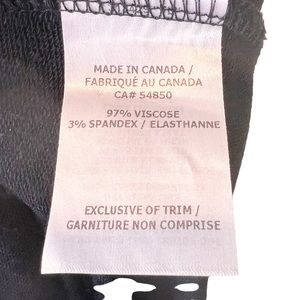 MADE IN CANADA /
FABRIQUÉ AU CANADA
CA# 54850
97% VISCOSE
3% SPANDEX / ELASTHANNE
EXCLUSIVE OF TRIM /
GARNITURE NON COMPRISE